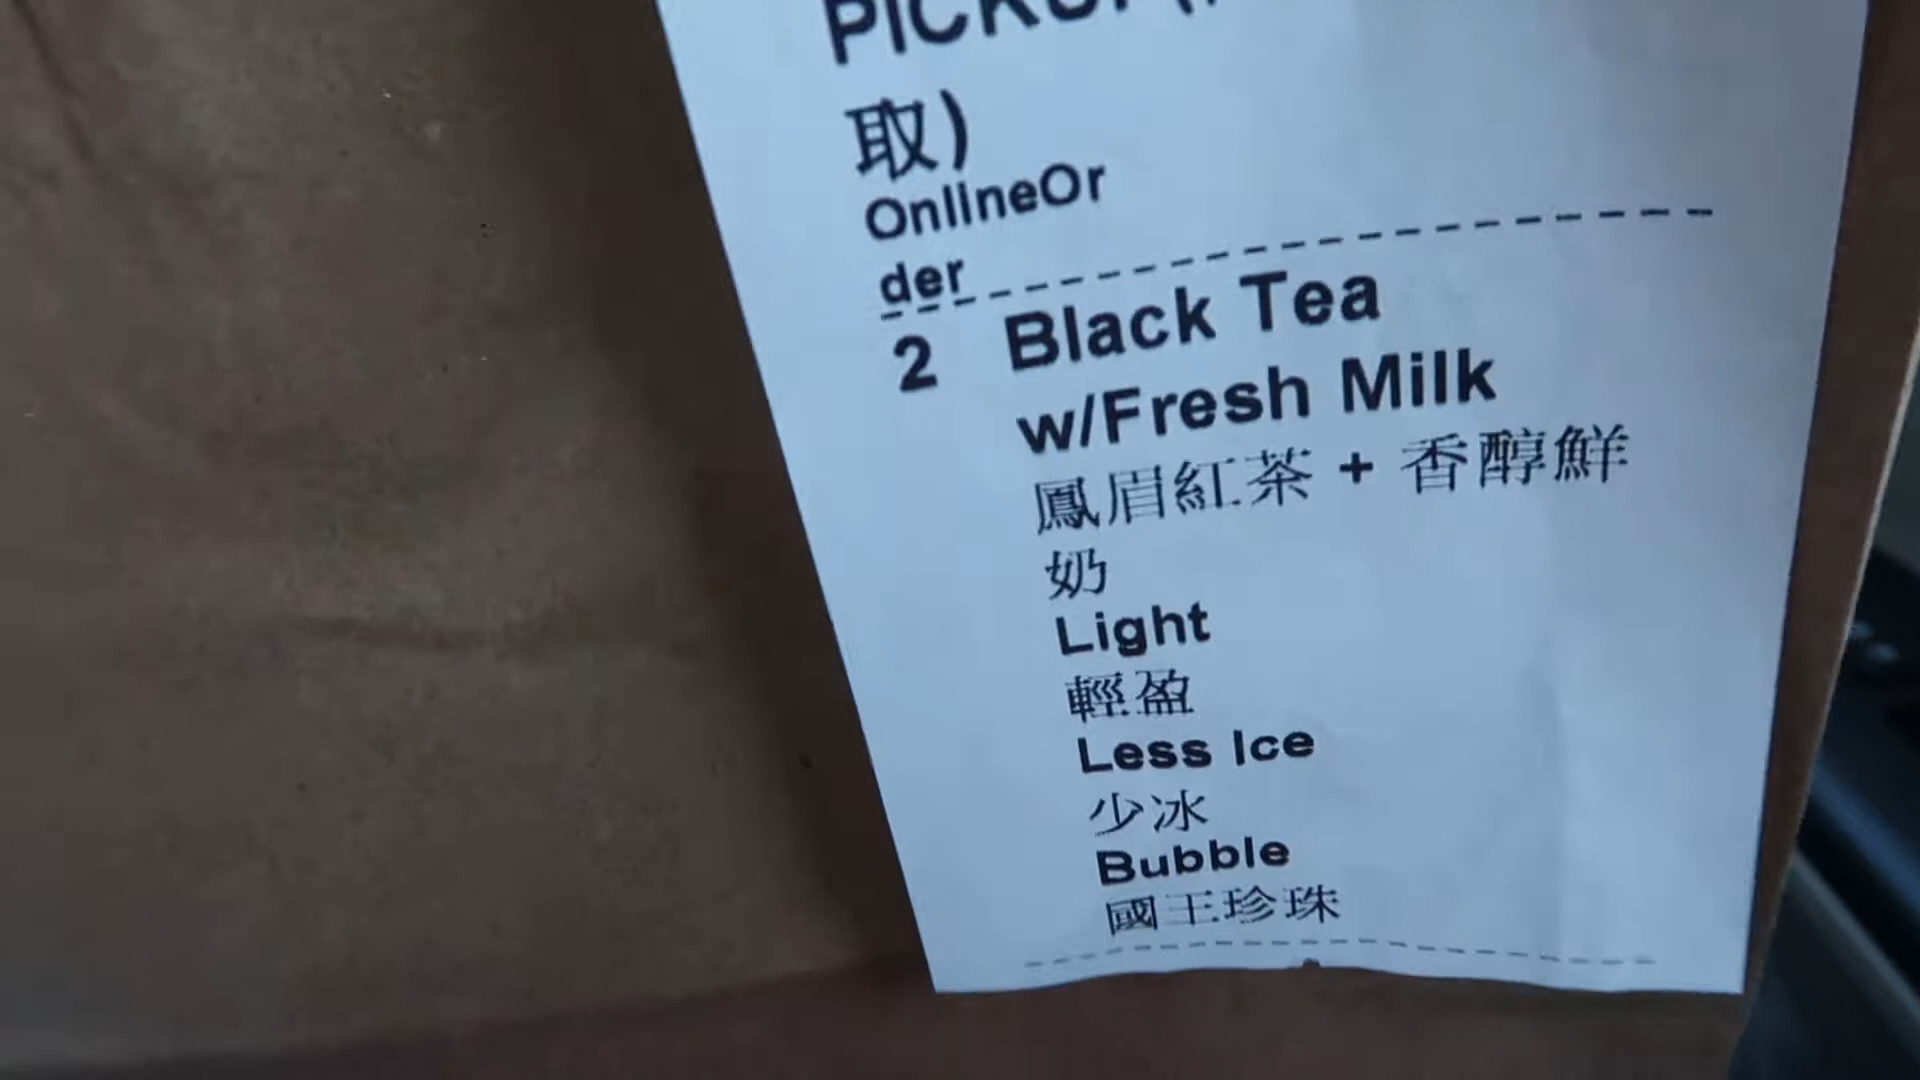 PICKUP(
取)
OnlineOr
der
2 Black Tea
w/Fresh Milk
鳳眉紅茶 + 香醇鮮
奶
Light
輕盈
Less Ice
少冰
Bubble
國王珍珠